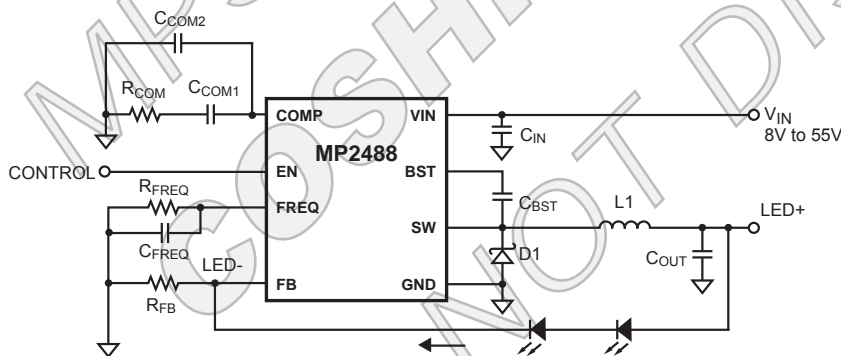 CCOM2
RCOM
CCOM1
COMP
VIN
VIN
8V to 55V
CIN
MP2488
CONTROL
EN
BST
RFREQ
FREQ
CBST
L1
LED+
CFREQ
SW
D1
COUT
LED-
RFB
FB
GND
NOT